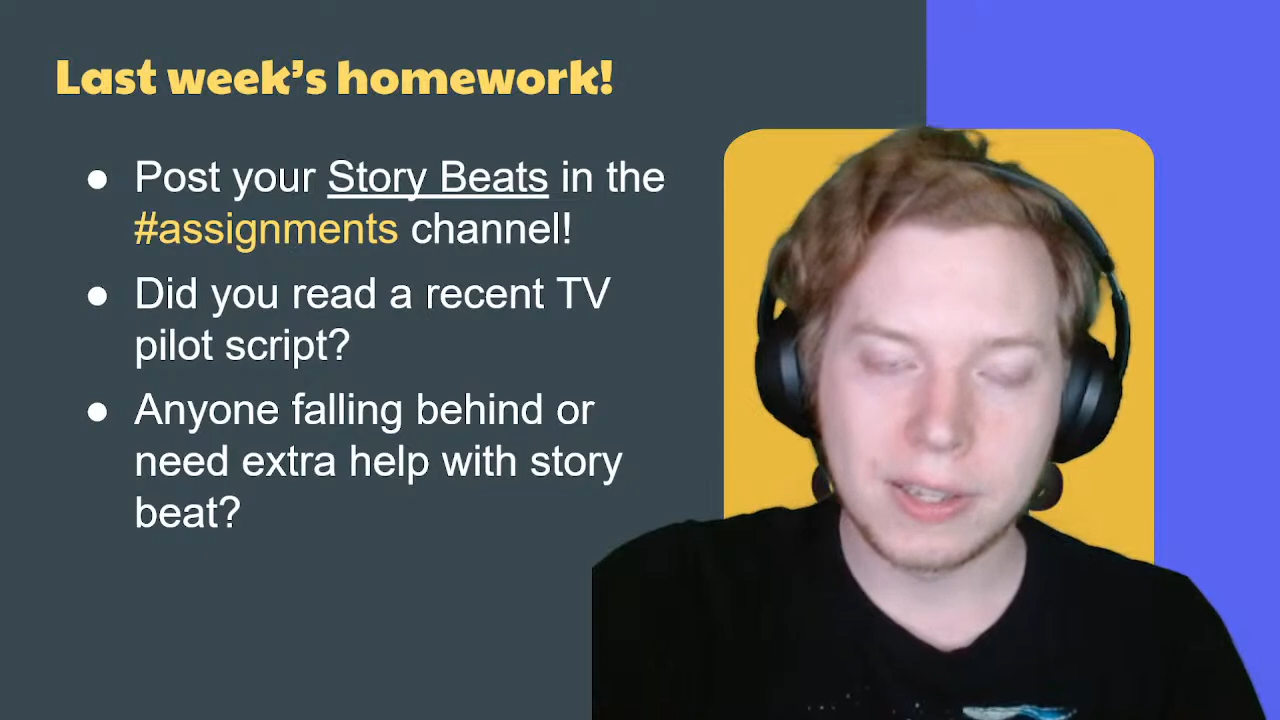 Last week’s homework!
● Post your Story Beats in the
#assignments channel!
● Did you read a recent TV
pilot script?
● Anyone falling behind or
need extra help with story
beat?